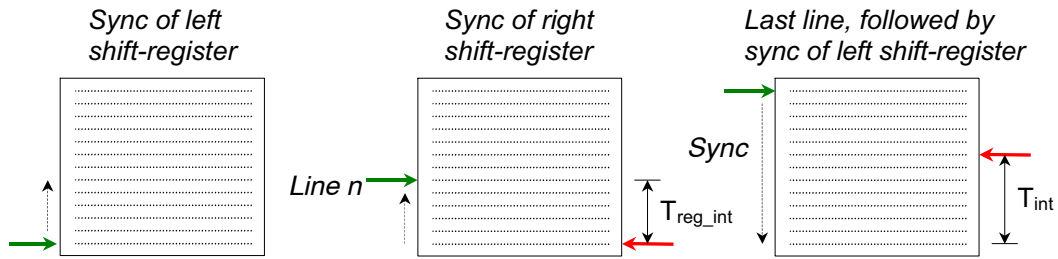 Sync of left
shift-register
Sync of right
shift-register
Last line, followed by
sync of left shift-register
Line n
T_reg_int
Sync
T_int